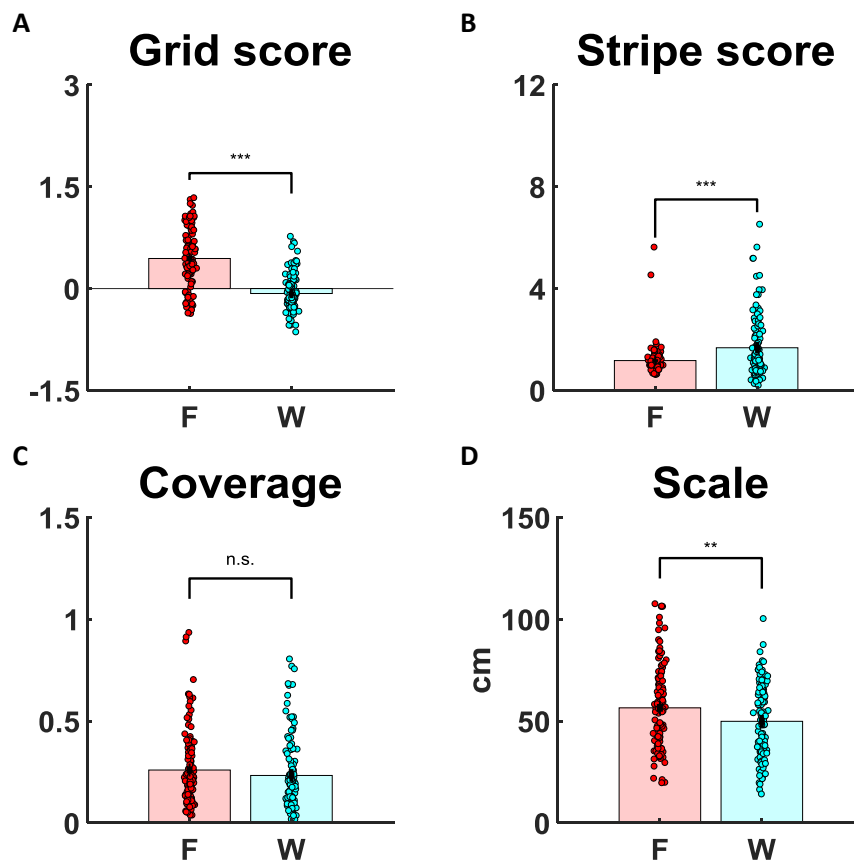 A
Grid score
3
1.5
0
-1.5
***
F W
B
Stripe score
12
8
4
0
***
F W
C
Coverage
1.5
1
0.5
0
n.s.
F W
D
Scale
150
100
50
0
cm
**
F W